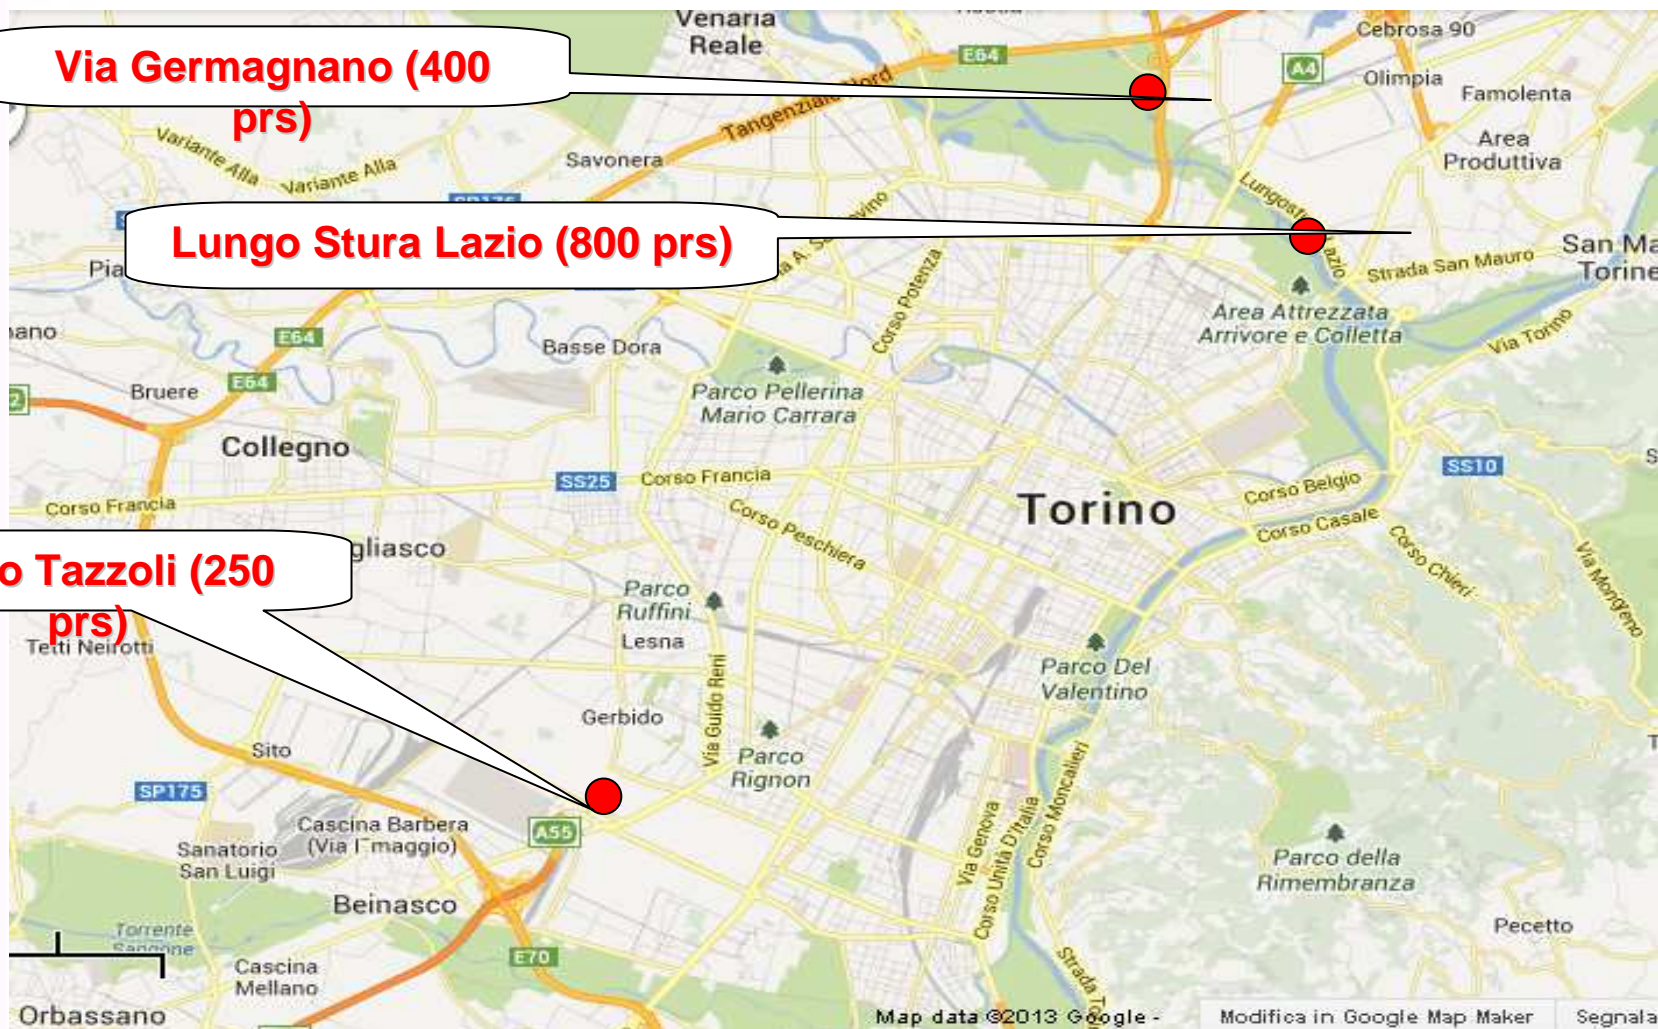 Venaria
Reale
Cebrosa 90
Via Germagnano (400
prs)
E64
A4
Olimpia
Famolenta
Tangenziale Nord
Area
Produttiva
Variante Alla
Variante Alla
Savonera
Lungo Stura Lazio (800 prs)
San Ma
Torine
Strada San Mauro
Corso Potenza
Area Attrezzata
Arrivore e Colletta
Via Torino
E64
Basse Dora
E64
Bruere
Parco Pellerina
Mario Carrara
Collegno
SS25
Corso Francia
SS10
Corso Belgio
Corso Francia
Corso Peschiera
Torino
Corso Casale
Corso Chieri
Via Mongreno
gliasco
o Tazzoli (250
prs)
Parco
Ruffini
Lesna
Tetti Neirotti
Parco Del
Valentino
Via Guido Reni
Gerbido
Sito
Parco
Rignon
SP175
Corso Moncalieri
Cascina Barbera
(Via I maggio)
A55
Via Genova
Corso Unità D'Italia
Sanatorio
San Luigi
Parco della
Rimembranza
Beinasco
Torrente
Sangone
Pecetto
E70
Cascina
Mellano
Strada To
Orbassano
Map data ©2013 Google -
Modifica in Google Map Maker
Segnala